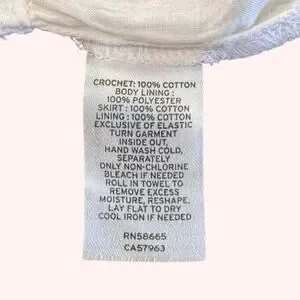 CROCHET: 100% COTTON
BODY LINING :
100% POLYESTER
SKIRT : 100% COTTON
LINING : 100% COTTON
EXCLUSIVE OF ELASTIC
TURN GARMENT
INSIDE OUT,
HAND WASH COLD,
SEPARATELY
ONLY NON-CHLORINE
BLEACH IF NEEDED
ROLL IN TOWEL TO
REMOVE EXCESS
MOISTURE, RESHAPE.
LAY FLAT TO DRY
COOL IRON IF NEEDED
RN58665
CA57963